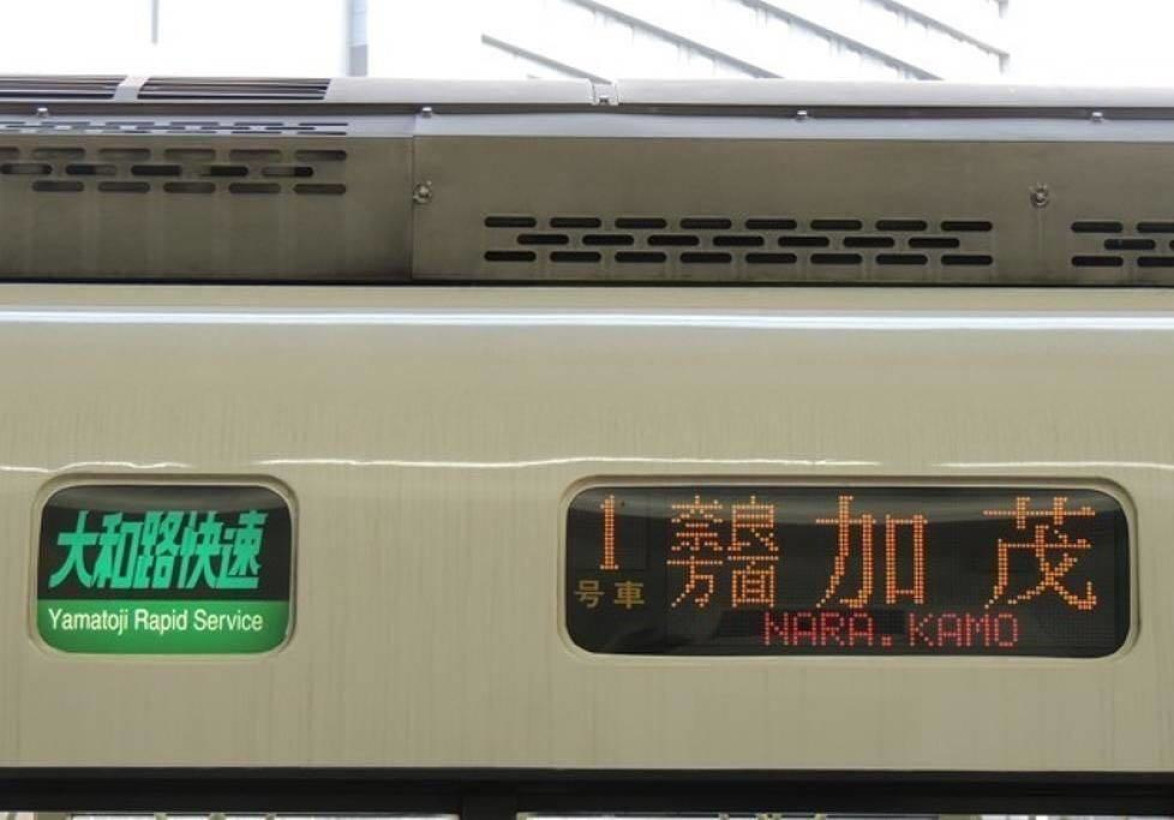 大和路快速
Yamatoji Rapid Service
1
号車
奈良
方面
加茂
NARA.KAMO